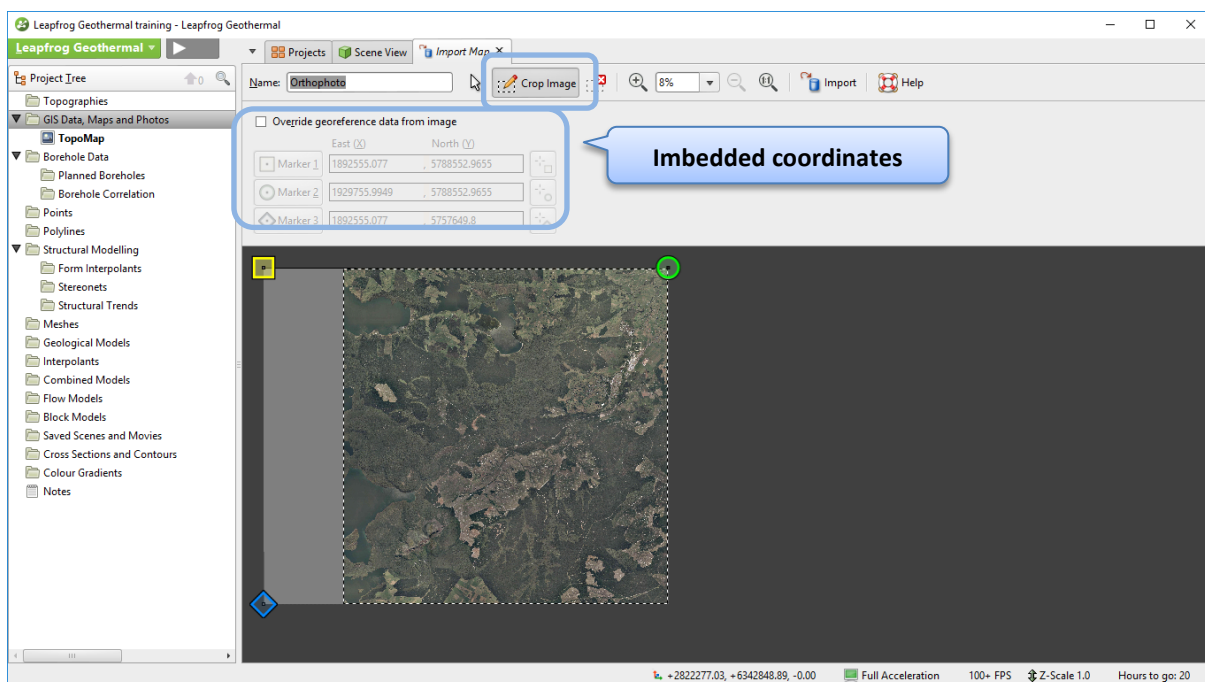 Leapfrog Geothermal training - Leapfrog Geothermal
Leapfrog Geothermal
Projects
Scene View
Import Map
Project Tree
0
Name: Orthophoto
Crop Image
8%
1:1
Import
Help
Topographies
GIS Data, Maps and Photos
TopoMap
Borehole Data
Planned Boreholes
Borehole Correlation
Points
Polylines
Structural Modelling
Form Interpolants
Stereonets
Structural Trends
Meshes
Geological Models
Interpolants
Combined Models
Flow Models
Block Models
Saved Scenes and Movies
Cross Sections and Contours
Colour Gradients
Notes
Override georeference data from image
East (X) North (Y)
Marker 1 1892555.077 , 5788552.9655
Marker 2 1929755.9949 , 5788552.9655
Marker 3 1892555.077 , 5757649.8
Imbedded coordinates
+2822277.03, +6342848.89, -0.00 Full Acceleration 100+ FPS Z-Scale 1.0 Hours to go: 20